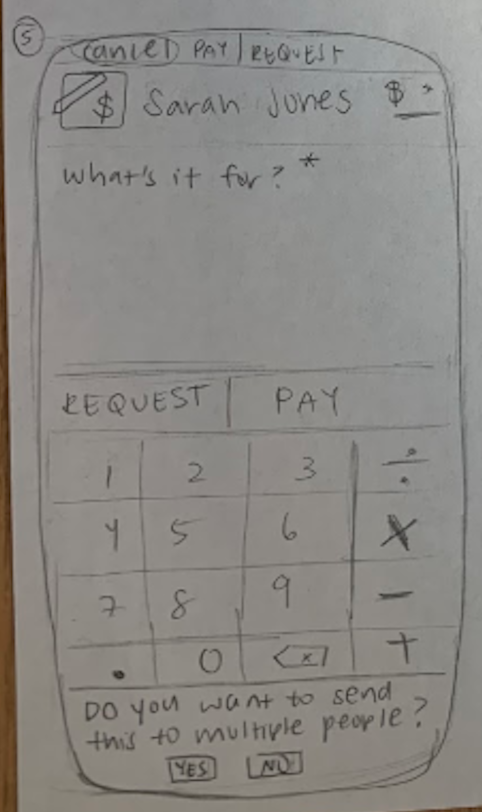 5
Cancel PAY | REQUEST
$ Sarah Jones $
What's it for? *
REQUEST | PAY
1 2 3 ÷
4 5 6 X
7 8 9 -
. 0 <x| +
Do you want to send
this to multiple people?
YES NO